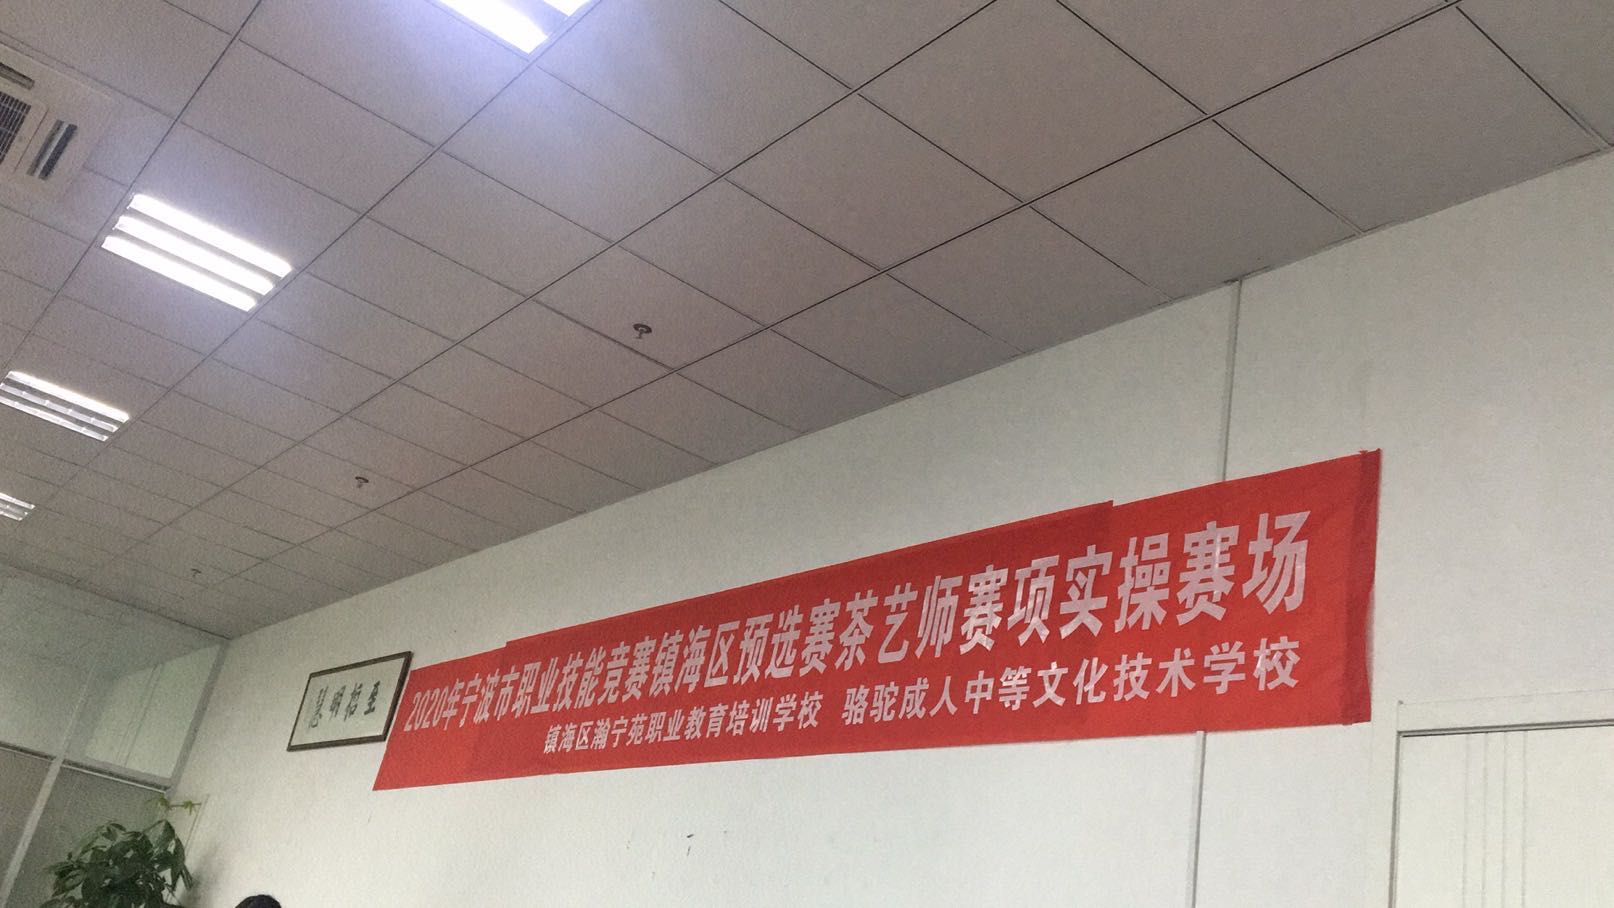 2020年宁波市职业技能竞赛镇海区预选赛茶艺师赛项实操赛场
镇海区瀚宁苑职业教育培训学校 骆驼成人中等文化技术学校